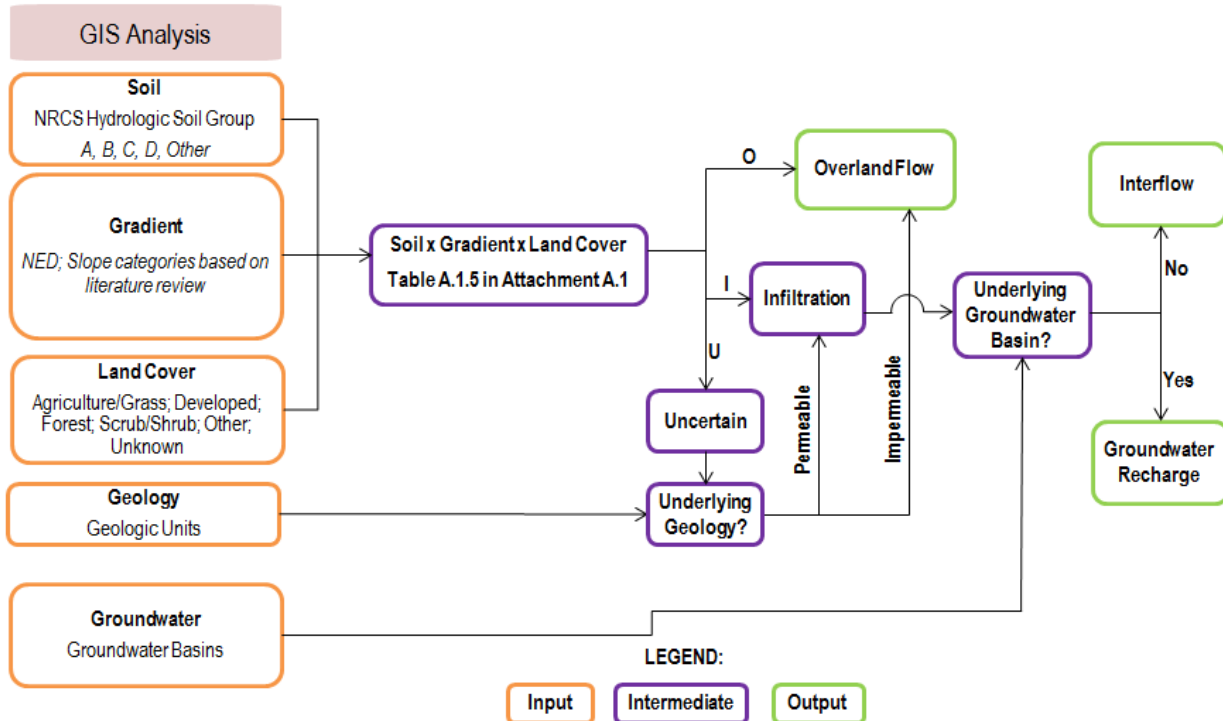 GIS Analysis
Soil
NRCS Hydrologic Soil Group
A, B, C, D, Other
Gradient
NED; Slope categories based on
literature review
Land Cover
Agriculture/Grass; Developed;
Forest; Scrub/Shrub; Other;
Unknown
Geology
Geologic Units
Groundwater
Groundwater Basins
Soil x Gradient x Land Cover
Table A.1.5 in Attachment A.1
O
I
U
Overland Flow
Infiltration
Uncertain
Underlying
Geology?
Permeable
Impermeable
Underlying
Groundwater
Basin?
Interflow
No
Yes
Groundwater
Recharge
LEGEND:
Input
Intermediate
Output